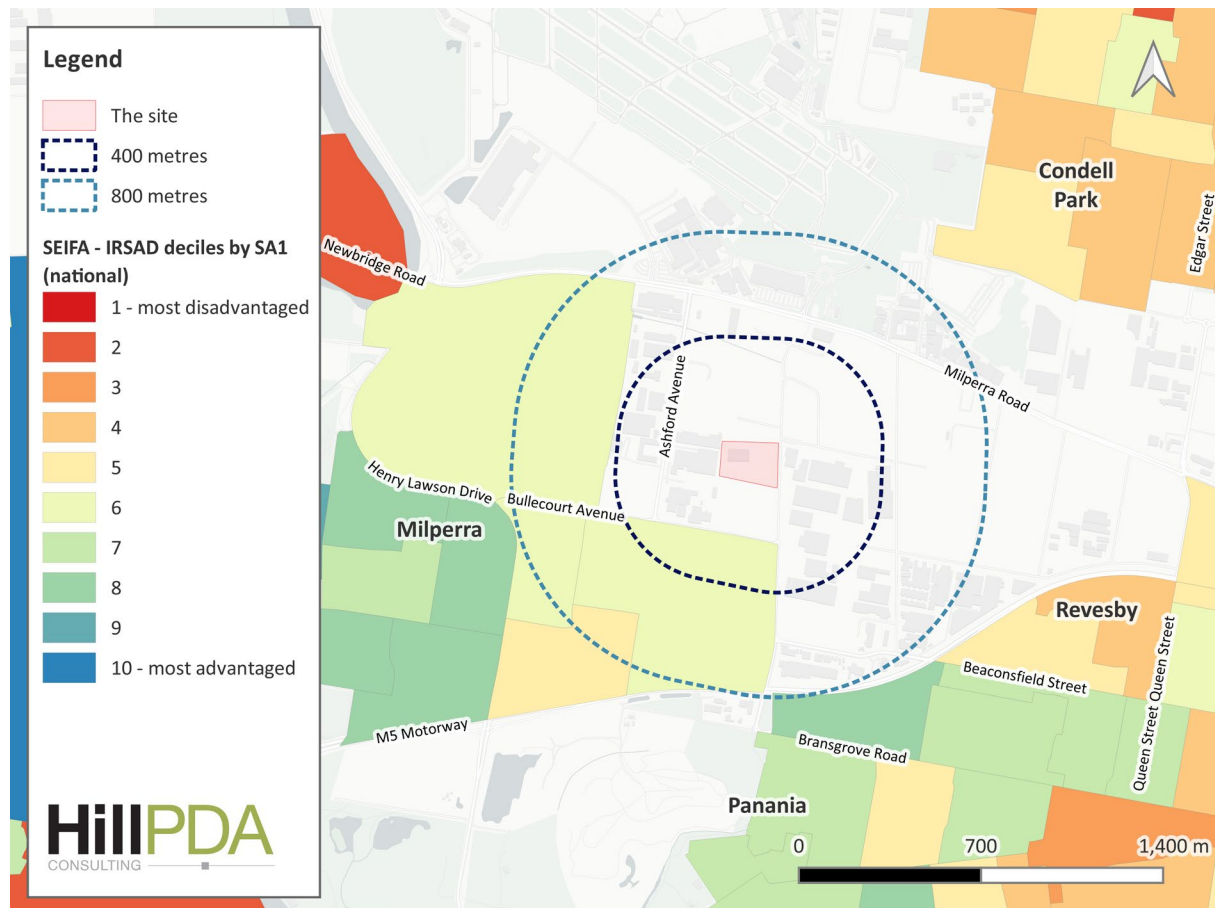 Legend
The site
400 metres
800 metres
SEIFA - IRSAD deciles by SA1
(national)
1 - most disadvantaged
2
3
4
5
6
7
8
9
10 - most advantaged
HillPDA
CONSULTING
Newbridge Road
Condell
Park
Edgar Street
Ashford Avenue
Milperra Road
Henry Lawson Drive
Bullecourt Avenue
Milperra
Revesby
Beaconsfield Street
Queen Street
Queen Street
M5 Motorway
Bransgrove Road
Panania
0
700
1,400 m